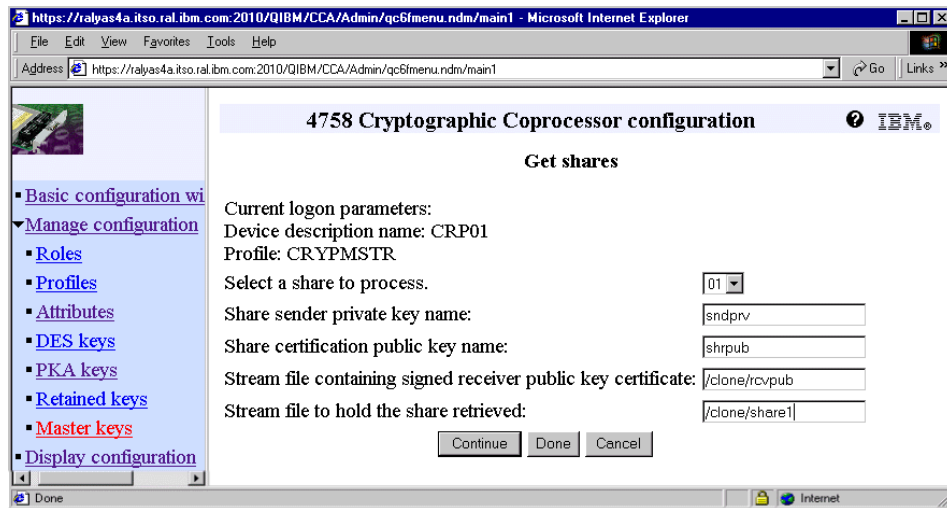 https://ralyas4a.itso.ral.ibm.com:2010/QIBM/CCA/Admin/qc6fmenu.ndm/main1 - Microsoft Internet Explorer
File Edit View Favorites Tools Help
Address https://ralyas4a.itso.ral.ibm.com:2010/QIBM/CCA/Admin/qc6fmenu.ndm/main1 Go Links »
4758 Cryptographic Coprocessor configuration ? IBM®
Get shares
Basic configuration wi
Manage configuration
Roles
Profiles
Attributes
DES keys
PKA keys
Retained keys
Master keys
Display configuration
Current logon parameters:
Device description name: CRP01
Profile: CRYPMSTR
Select a share to process. 01
Share sender private key name: sndprv
Share certification public key name: shrpub
Stream file containing signed receiver public key certificate: /clone/rcvpub
Stream file to hold the share retrieved: /clone/share1
Continue Done Cancel
Done Internet